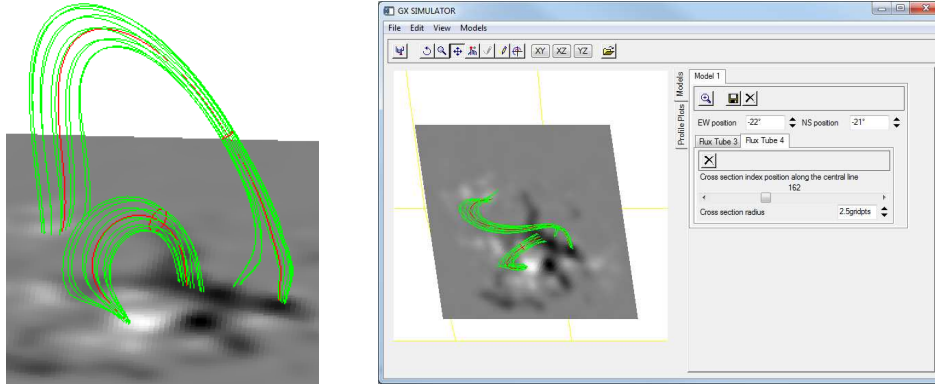 GX SIMULATOR
File Edit View Models
XY XZ YZ
Models
Profile Plots
Model 1
EW position -22° NS position -21°
Flux Tube 3 Flux Tube 4
Cross section index position along the central line
162
Cross section radius 2.5gridpts